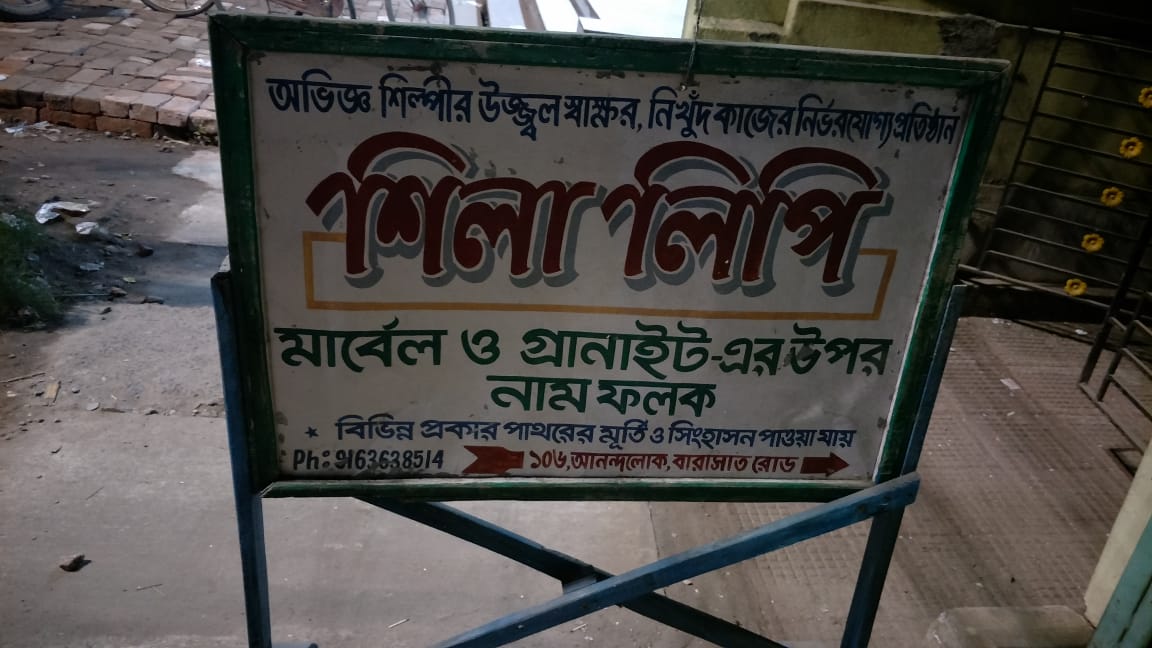 অভিজ্ঞ শিল্পীর উজ্জ্বল স্বাক্ষর, নিখুঁদ কাজের নির্ভরযোগ্য প্রতিষ্ঠান
শিলা লিপি
মার্বেল ও গ্রানাইট-এর উপর
নাম ফলক
★ বিভিন্ন প্রকার পাথরের মূর্তি ও সিংহাসন পাওয়া যায়
Ph: 9163638514 ১০৬, আনন্দলোক, বারাসাত রোড